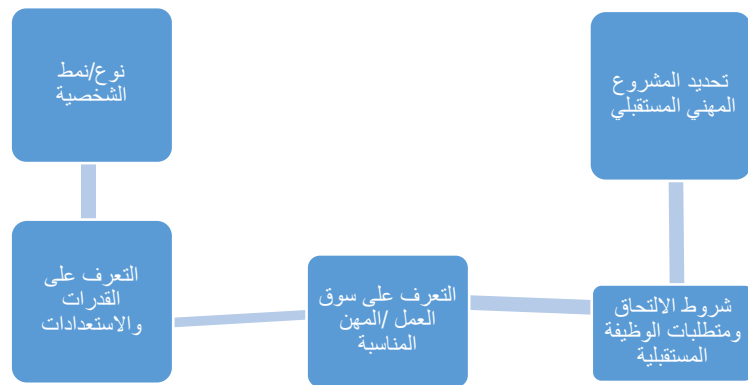 نوع/نمط
الشخصية
التعرف على
القدرات
والاستعدادات
التعرف على سوق
العمل /المهن
المناسبة
شروط الالتحاق
ومتطلبات الوظيفة
المستقبلية
تحديد المشروع
المهني المستقبلي